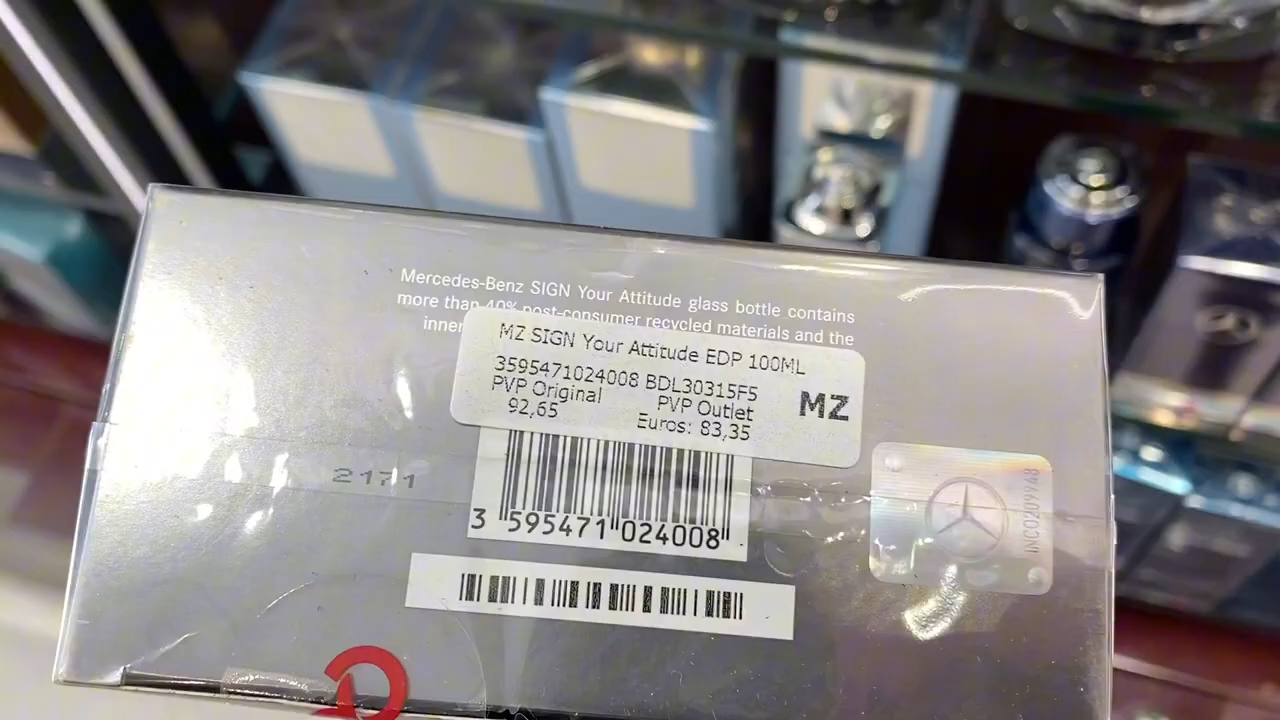 Mercedes-Benz SIGN Your Attitude glass bottle contains
more than 40% post-consumer recycled materials and the
inner
MZ SIGN Your Attitude EDP 100ML
3595471024008 BDL30315F5
PVP Original PVP Outlet
92,65 Euros: 83,35
MZ
2171
3 595471 024008
INC0209948